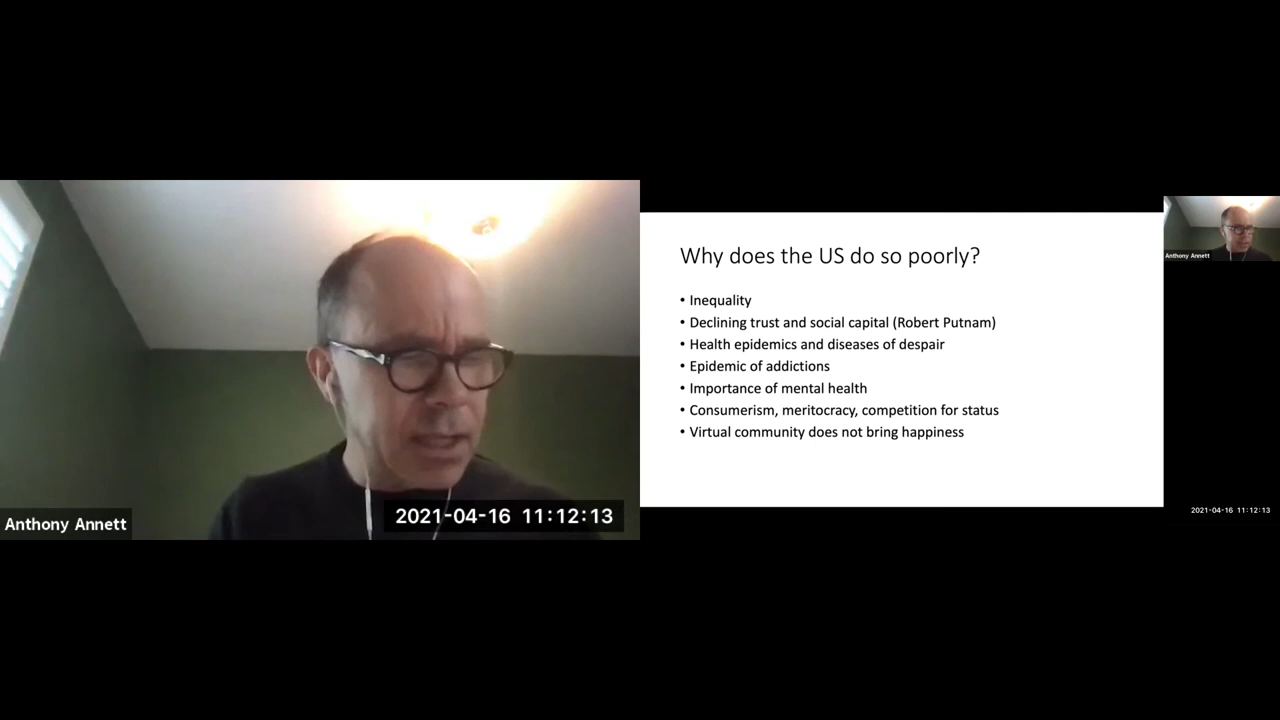 Anthony Annett
2021-04-16 11:12:13
Why does the US do so poorly?
• Inequality
• Declining trust and social capital (Robert Putnam)
• Health epidemics and diseases of despair
• Epidemic of addictions
• Importance of mental health
• Consumerism, meritocracy, competition for status
• Virtual community does not bring happiness
Anthony Annett
2021-04-16 11:12:13